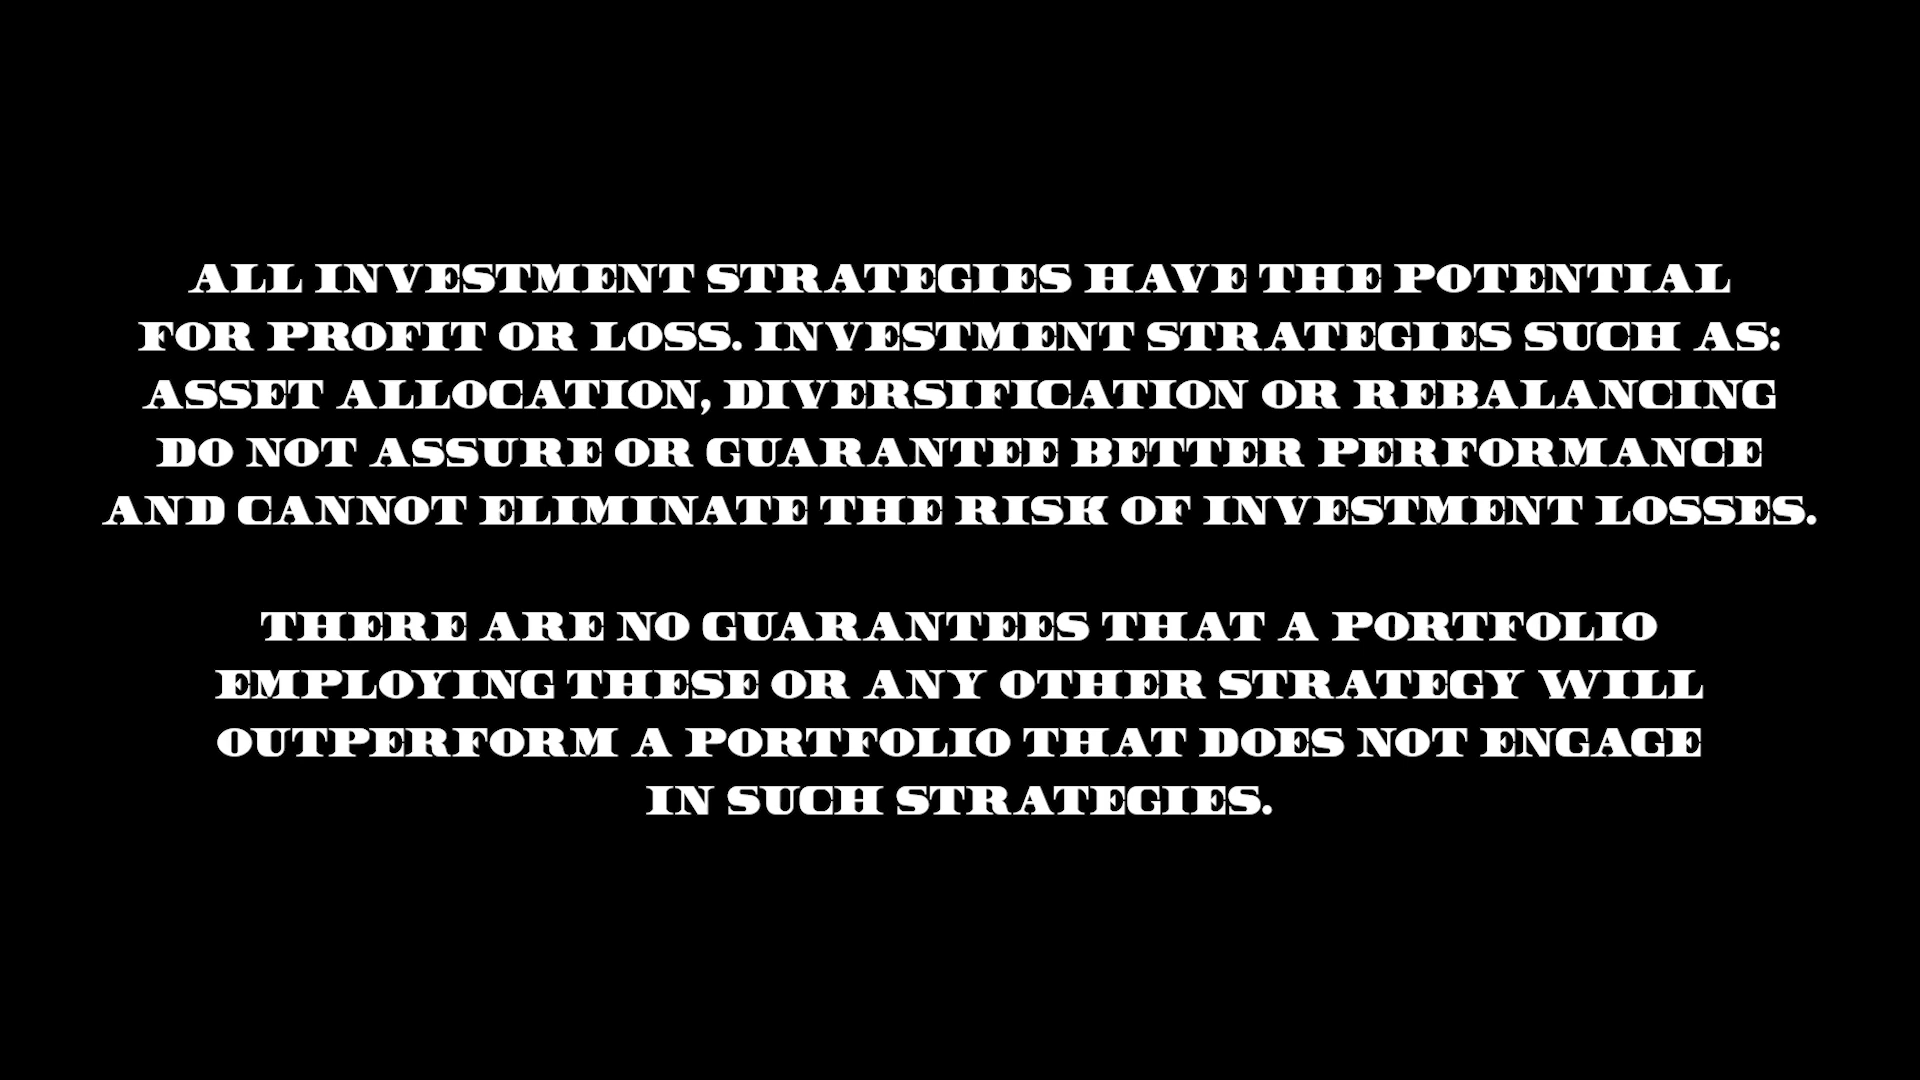 ALL INVESTMENT STRATEGIES HAVE THE POTENTIAL
FOR PROFIT OR LOSS. INVESTMENT STRATEGIES SUCH AS:
ASSET ALLOCATION, DIVERSIFICATION OR REBALANCING
DO NOT ASSURE OR GUARANTEE BETTER PERFORMANCE
AND CANNOT ELIMINATE THE RISK OF INVESTMENT LOSSES.
THERE ARE NO GUARANTEES THAT A PORTFOLIO
EMPLOYING THESE OR ANY OTHER STRATEGY WILL
OUTPERFORM A PORTFOLIO THAT DOES NOT ENGAGE
IN SUCH STRATEGIES.